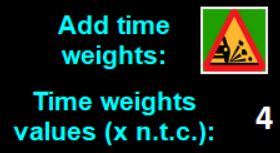 Add time
weights:
Time weights
values (x n.t.c.):
4